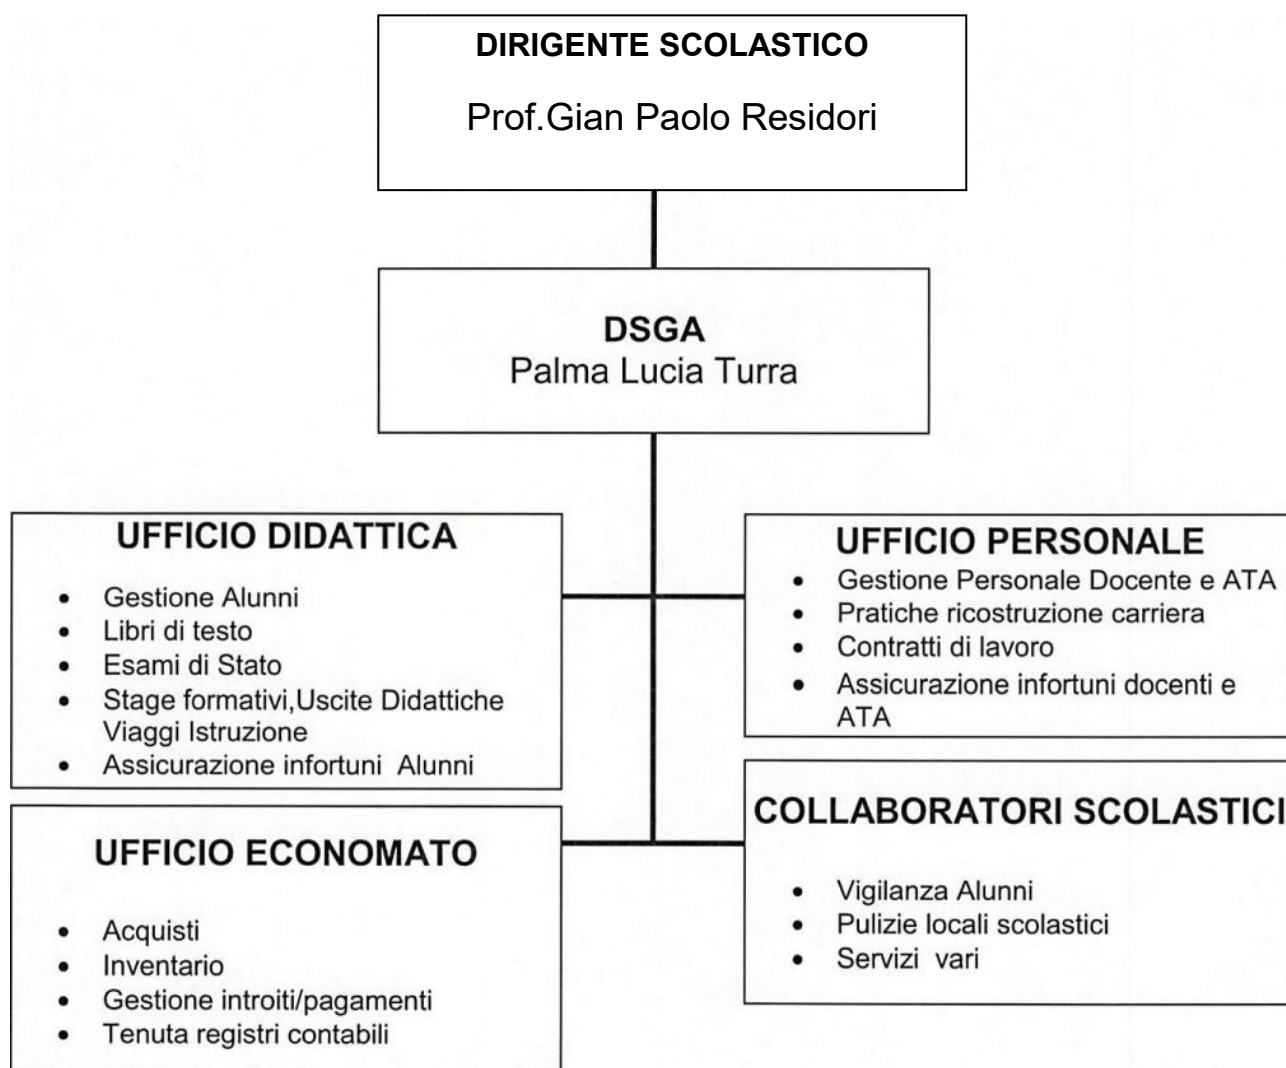 DIRIGENTE SCOLASTICO
Prof.Gian Paolo Residori
DSGA
Palma Lucia Turra
UFFICIO DIDATTICA
• Gestione Alunni
• Libri di testo
• Esami di Stato
• Stage formativi,Uscite Didattiche
Viaggi Istruzione
• Assicurazione infortuni Alunni
UFFICIO PERSONALE
• Gestione Personale Docente e ATA
• Pratiche ricostruzione carriera
• Contratti di lavoro
• Assicurazione infortuni docenti e
ATA
UFFICIO ECONOMATO
• Acquisti
• Inventario
• Gestione introiti/pagamenti
• Tenuta registri contabili
COLLABORATORI SCOLASTICI
• Vigilanza Alunni
• Pulizie locali scolastici
• Servizi vari